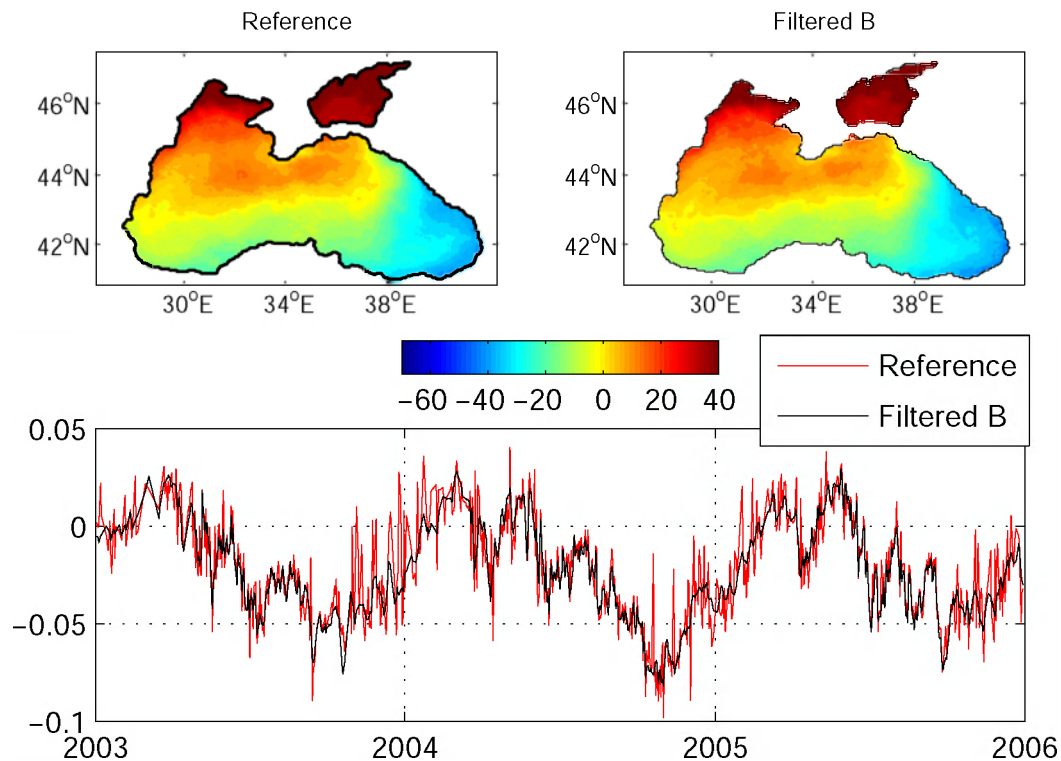 Reference Filtered B
46°N 46°N
44°N 44°N
42°N 42°N
30°E 34°E 38°E 30°E 34°E 38°E
−60 −40 −20 0 20 40
Reference
Filtered B
0.05
0
−0.05
−0.1
2003 2004 2005 2006